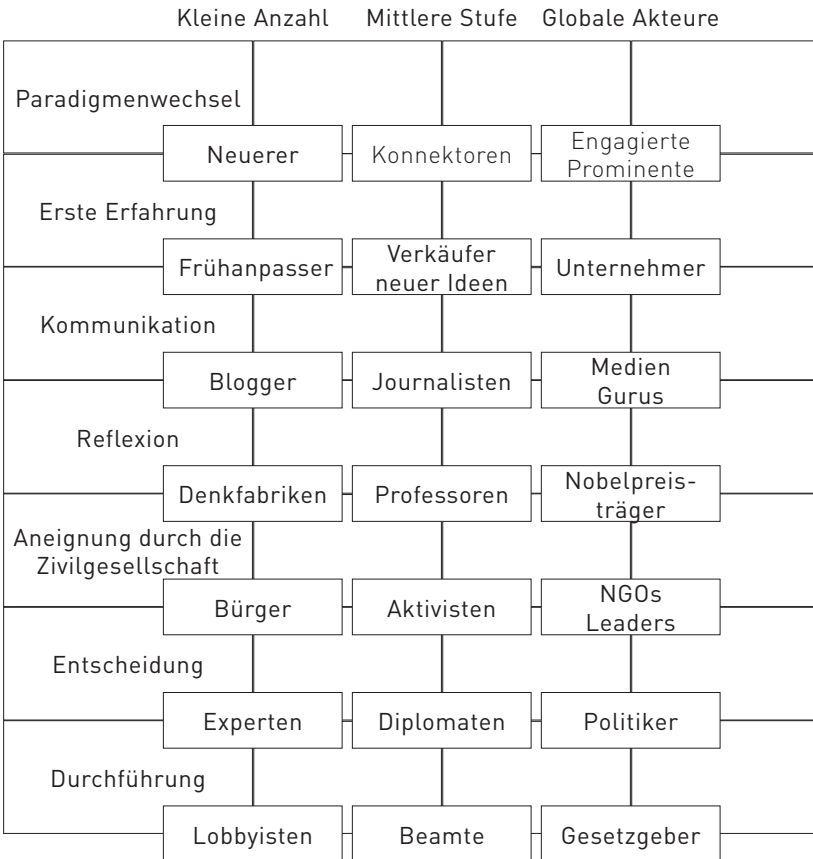 Kleine Anzahl Mittlere Stufe Globale Akteure
Paradigmenwechsel
Neuerer Konnektoren Engagierte
Prominente
Erste Erfahrung
Frühanpasser Verkäufer
neuer Ideen Unternehmer
Kommunikation
Blogger Journalisten Medien
Gurus
Reflexion
Denkfabriken Professoren Nobelpreis-
träger
Aneignung durch die
Zivilgesellschaft
Bürger Aktivisten NGOs
Leaders
Entscheidung
Experten Diplomaten Politiker
Durchführung
Lobbyisten Beamte Gesetzgeber